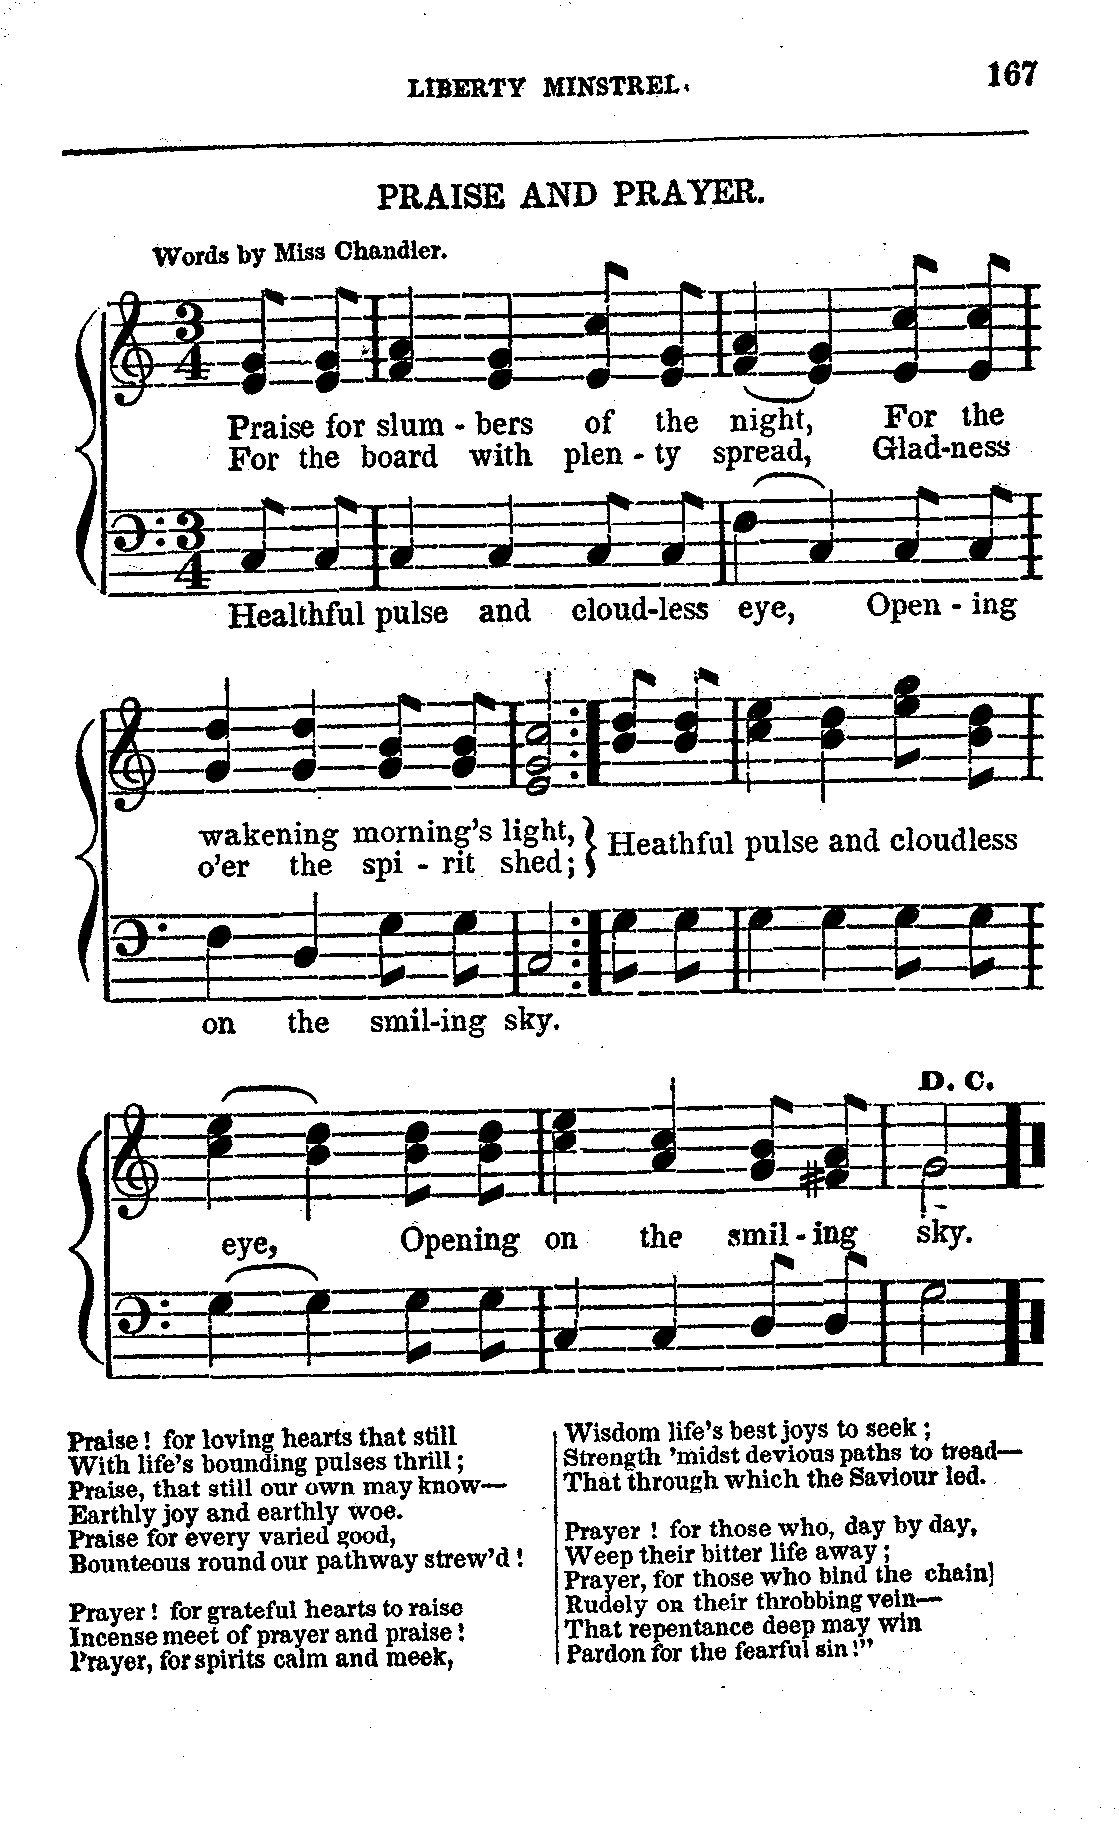 LIBERTY MINSTREL.
167
PRAISE AND PRAYER.
Words by Miss Chandler.
3
4
Praise for slum - bers of the night, For the
For the board with plen - ty spread, Glad-ness
3
4
Healthful pulse and cloud-less eye, Open - ing
wakening morning's light, } Heathful pulse and cloudless
o'er the spi - rit shed;
on the smil-ing sky.
D. C.
eye, Opening on the smil - ing sky.
Praise! for loving hearts that still
With life's bounding pulses thrill;
Praise, that still our own may know—
Earthly joy and earthly woe.
Praise for every varied good,
Bounteous round our pathway strew'd!
Prayer! for grateful hearts to raise
Incense meet of prayer and praise!
Prayer, for spirits calm and meek,
Wisdom life's best joys to seek;
Strength 'midst devious paths to tread—
That through which the Saviour led.
Prayer! for those who, day by day,
Weep their bitter life away;
Prayer, for those who bind the chain]
Rudely on their throbbing vein—
That repentance deep may win
Pardon for the fearful sin!"